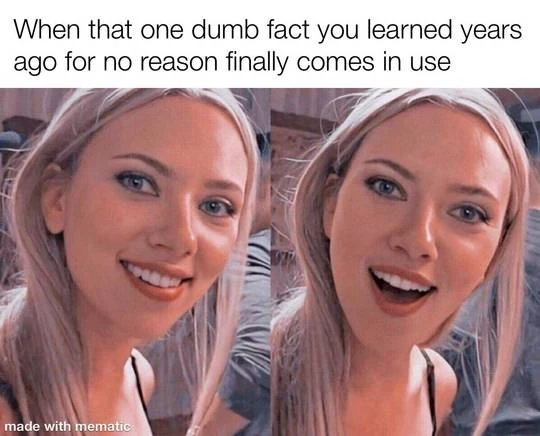 When that one dumb fact you learned years
ago for no reason finally comes in use
made with mematic